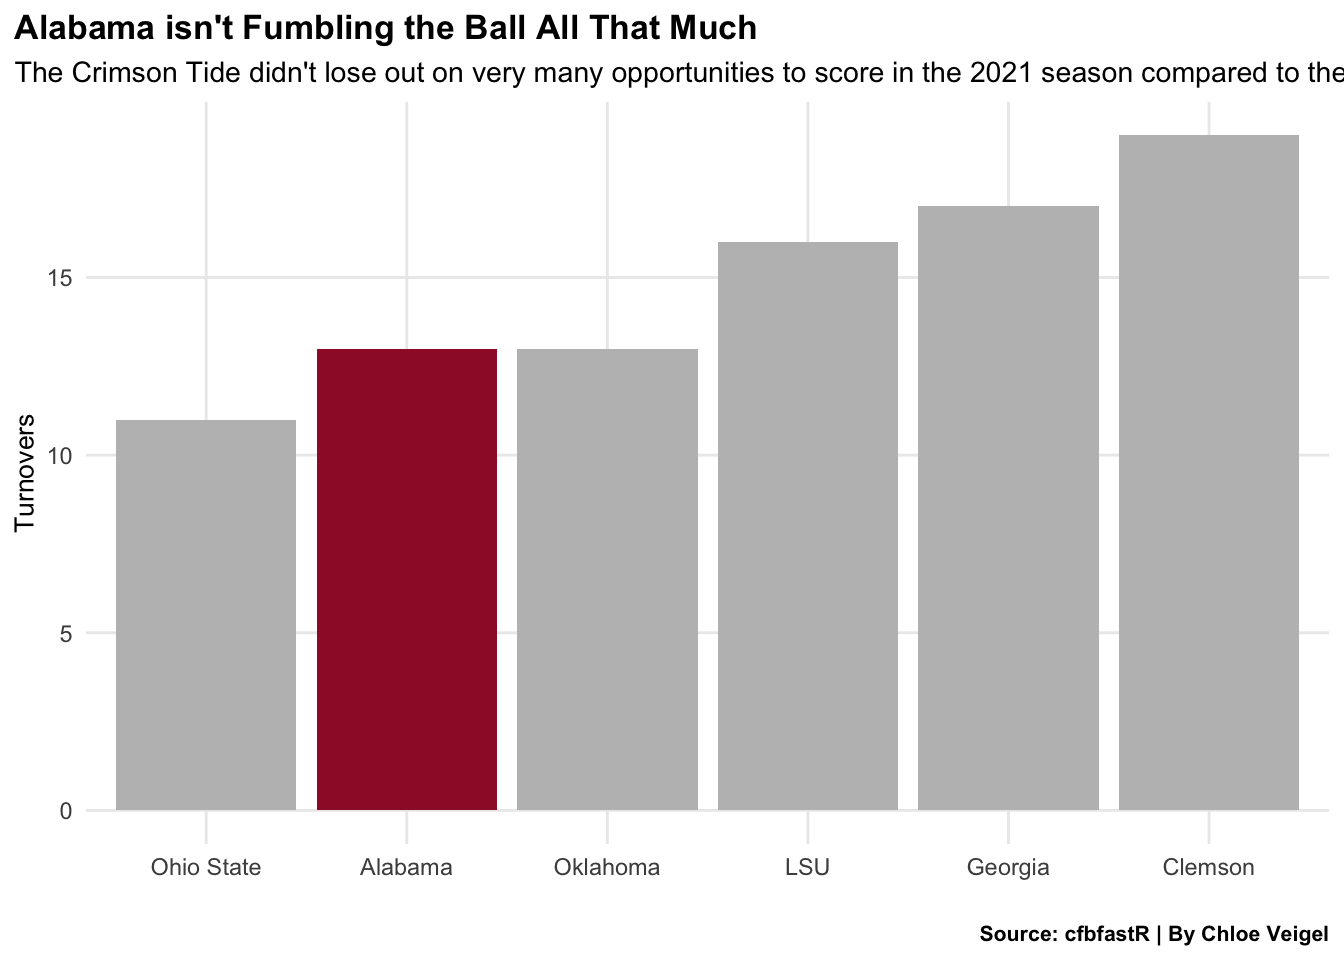 Alabama isn't Fumbling the Ball All That Much
The Crimson Tide didn't lose out on very many opportunities to score in the 2021 season compared to the
Turnovers
15
10
5
0
Ohio State
Alabama
Oklahoma
LSU
Georgia
Clemson
Source: cfbfastR | By Chloe Veigel